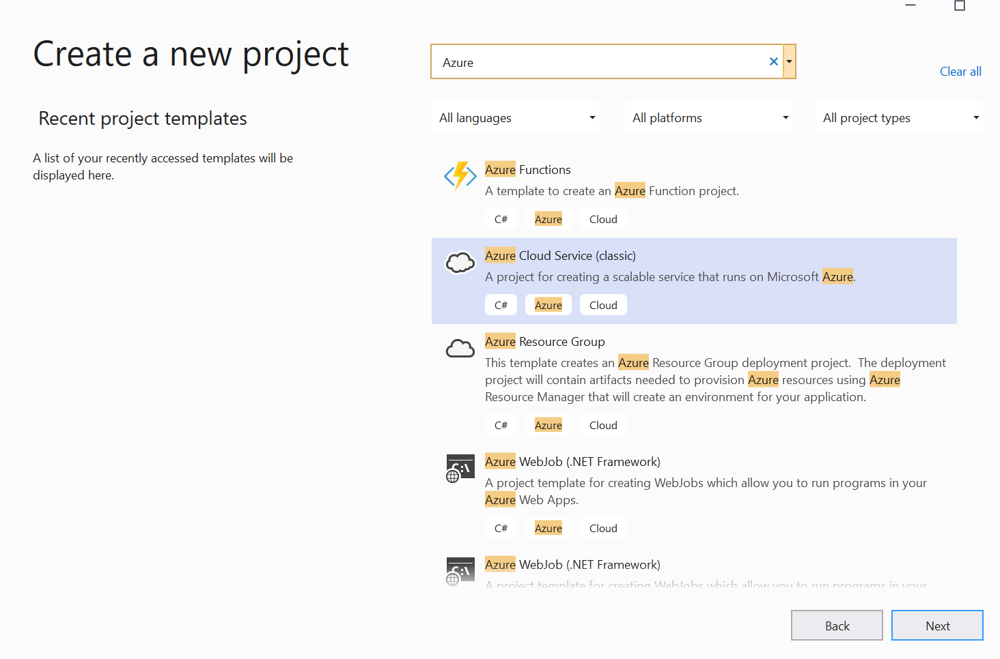 Create a new project
Azure
Clear all
Recent project templates
A list of your recently accessed templates will be
displayed here.
All languages
All platforms
All project types
Azure Functions
A template to create an Azure Function project.
C#
Azure
Cloud
Azure Cloud Service (classic)
A project for creating a scalable service that runs on Microsoft Azure.
C#
Azure
Cloud
Azure Resource Group
This template creates an Azure Resource Group deployment project.  The deployment
project will contain artifacts needed to provision Azure resources using Azure
Resource Manager that will create an environment for your application.
C#
Azure
Cloud
Azure WebJob (.NET Framework)
A project template for creating WebJobs which allow you to run programs in your
Azure Web Apps.
C#
Azure
Cloud
Azure WebJob (.NET Framework)
A project template for creating WebJobs which allow you to run programs in your
Back
Next